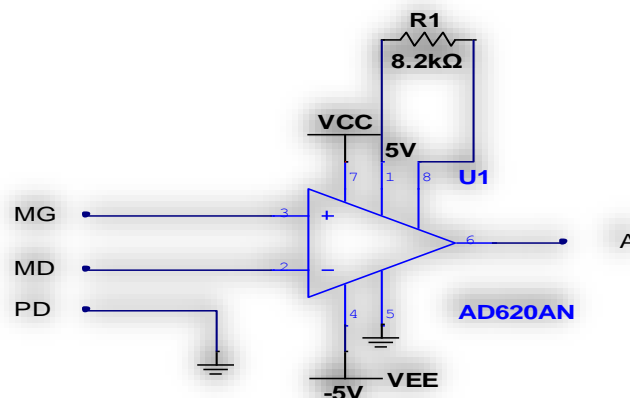 R1
8.2kΩ
VCC
5V
7
1
8
U1
MG
3
+
A
6
MD
2
−
PD
4
5
AD620AN
VEE
-5V